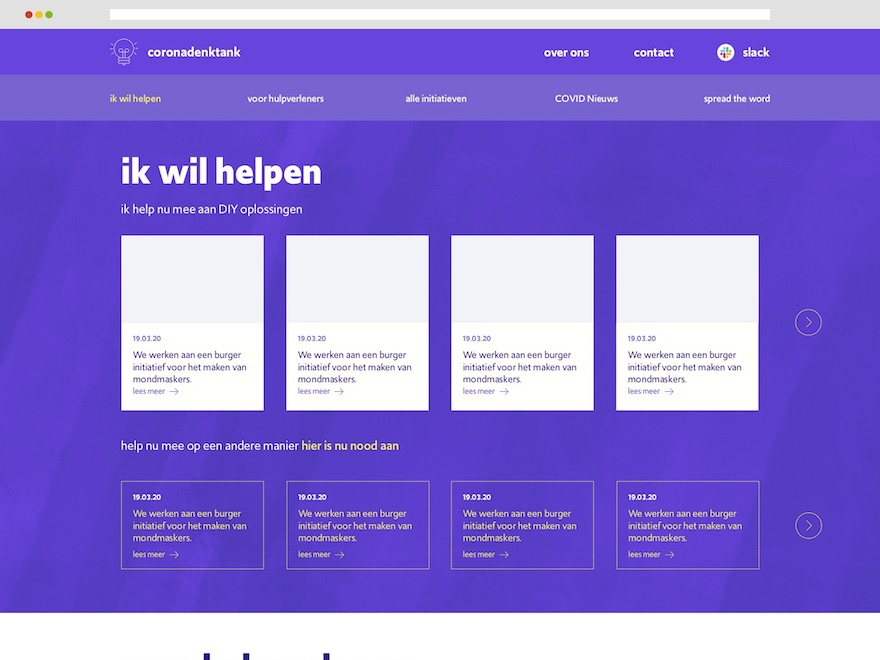 coronadenktank
over ons
contact
slack
ik wil helpen
voor hulpverleners
alle initiatieven
COVID Nieuws
spread the word
ik wil helpen
ik help nu mee aan DIY oplossingen
19.03.20
We werken aan een burger
initiatief voor het maken van
mondmaskers.
lees meer
19.03.20
We werken aan een burger
initiatief voor het maken van
mondmaskers.
lees meer
19.03.20
We werken aan een burger
initiatief voor het maken van
mondmaskers.
lees meer
19.03.20
We werken aan een burger
initiatief voor het maken van
mondmaskers.
lees meer
help nu mee op een andere manier hier is nu nood aan
19.03.20
We werken aan een burger
initiatief voor het maken van
mondmaskers.
lees meer
19.03.20
We werken aan een burger
initiatief voor het maken van
mondmaskers.
lees meer
19.03.20
We werken aan een burger
initiatief voor het maken van
mondmaskers.
lees meer
19.03.20
We werken aan een burger
initiatief voor het maken van
mondmaskers.
lees meer